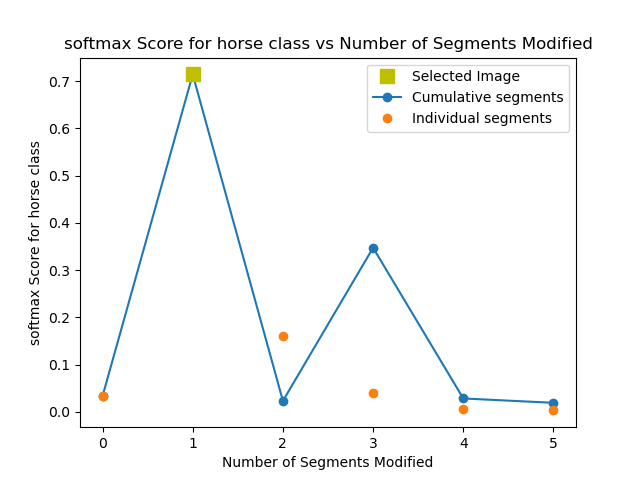 softmax Score for horse class vs Number of Segments Modified
Selected Image
Cumulative segments
Individual segments
softmax Score for horse class
0.7
0.6
0.5
0.4
0.3
0.2
0.1
0.0
0 1 2 3 4 5
Number of Segments Modified